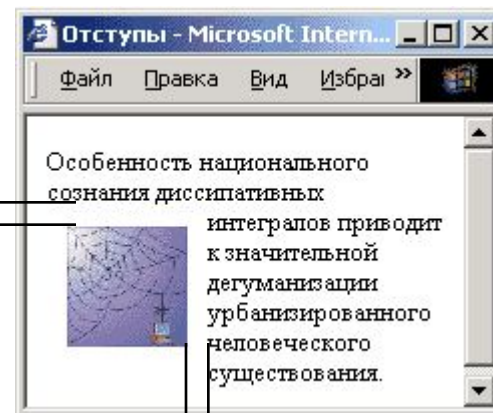 Отступы - Microsoft Intern...
Файл Правка Вид Избра »
Особенность национального
сознания диссипативных
интегралов приводит
к значительной
дегуманизации
урбанизированного
человеческого
существования.